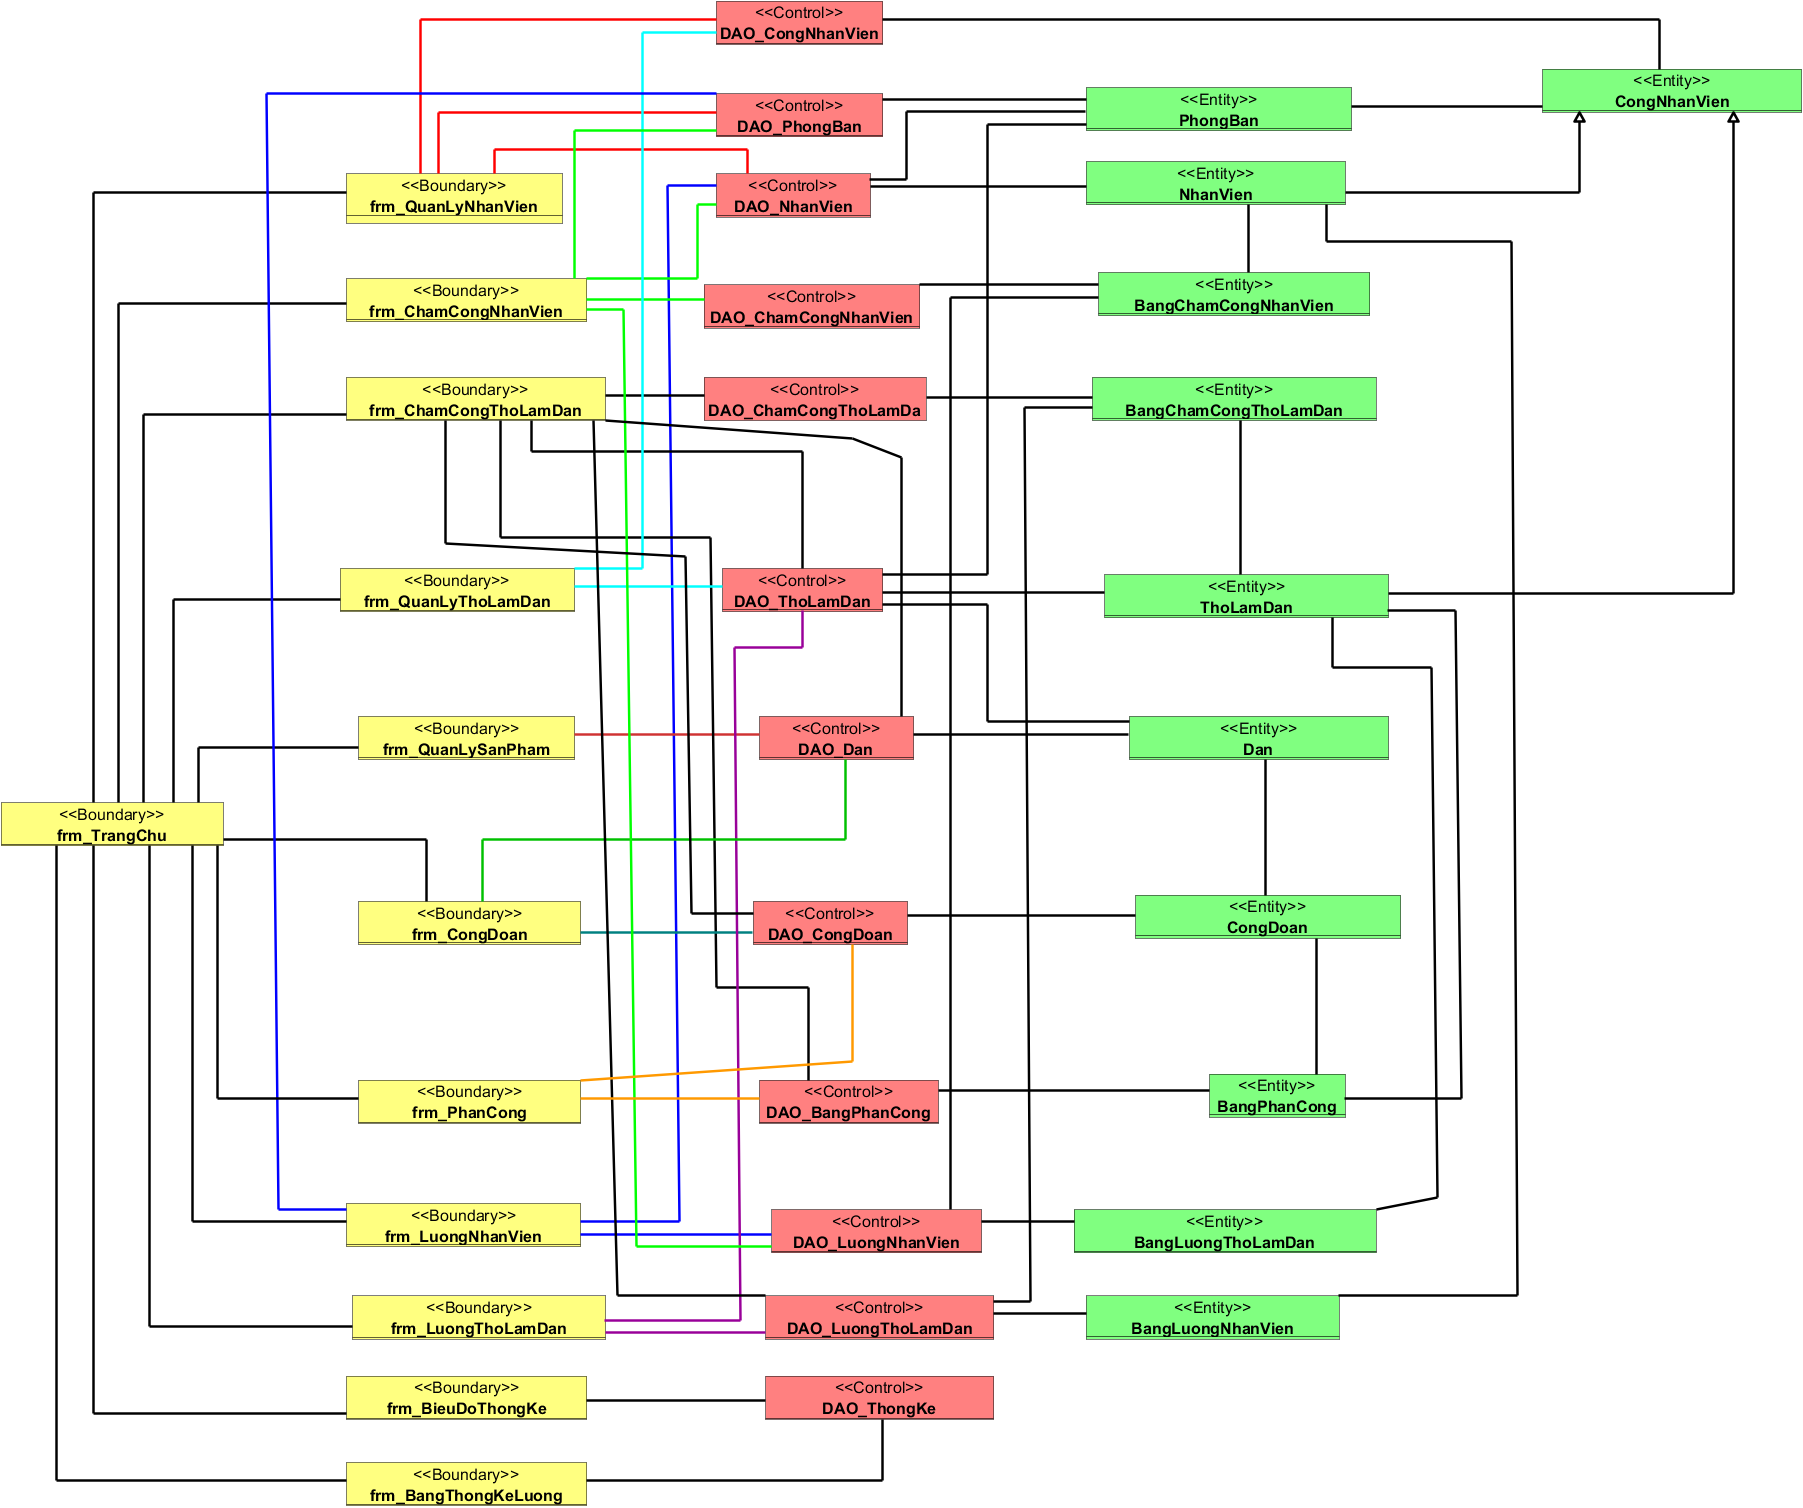 <<Control>>
DAO_CongNhanVien
<<Entity>>
CongNhanVien
<<Control>>
DAO_PhongBan
<<Entity>>
PhongBan
<<Boundary>>
frm_QuanLyNhanVien
<<Control>>
DAO_NhanVien
<<Entity>>
NhanVien
<<Boundary>>
frm_ChamCongNhanVien
<<Control>>
DAO_ChamCongNhanVien
<<Entity>>
BangChamCongNhanVien
<<Boundary>>
frm_ChamCongThoLamDan
<<Control>>
DAO_ChamCongThoLamDa
<<Entity>>
BangChamCongThoLamDan
<<Boundary>>
frm_QuanLyThoLamDan
<<Control>>
DAO_ThoLamDan
<<Entity>>
ThoLamDan
<<Boundary>>
frm_QuanLySanPham
<<Control>>
DAO_Dan
<<Entity>>
Dan
<<Boundary>>
frm_TrangChu
<<Boundary>>
frm_CongDoan
<<Control>>
DAO_CongDoan
<<Entity>>
CongDoan
<<Boundary>>
frm_PhanCong
<<Control>>
DAO_BangPhanCong
<<Entity>>
BangPhanCong
<<Boundary>>
frm_LuongNhanVien
<<Control>>
DAO_LuongNhanVien
<<Entity>>
BangLuongThoLamDan
<<Boundary>>
frm_LuongThoLamDan
<<Control>>
DAO_LuongThoLamDan
<<Entity>>
BangLuongNhanVien
<<Boundary>>
frm_BieuDoThongKe
<<Control>>
DAO_ThongKe
<<Boundary>>
frm_BangThongKeLuong